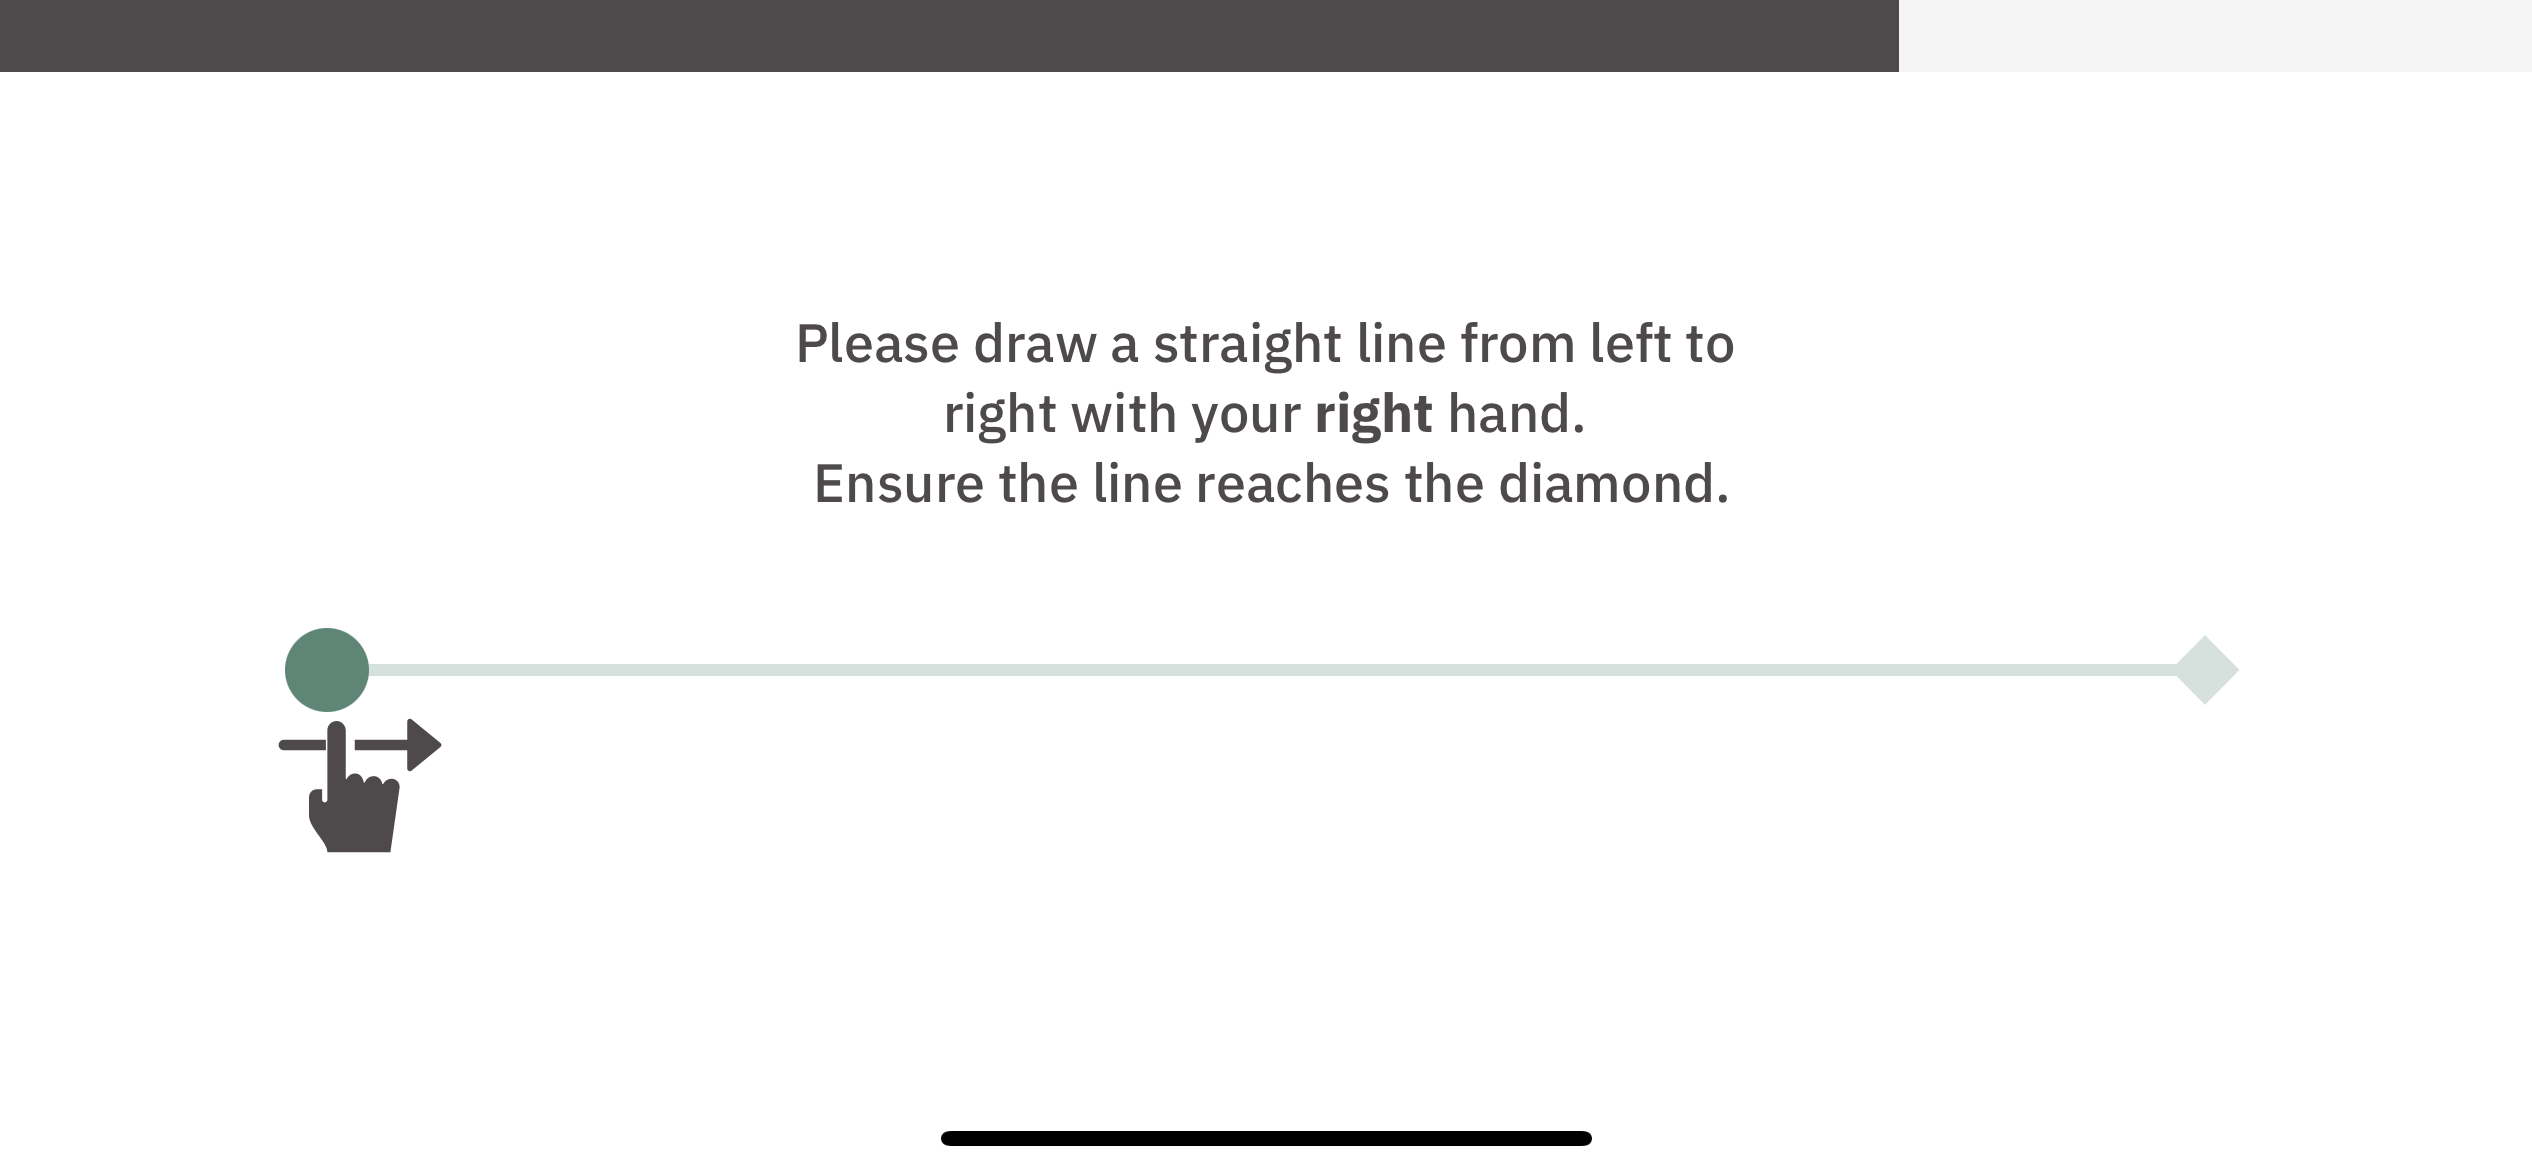 Please draw a straight line from left to
right with your right hand.
Ensure the line reaches the diamond.